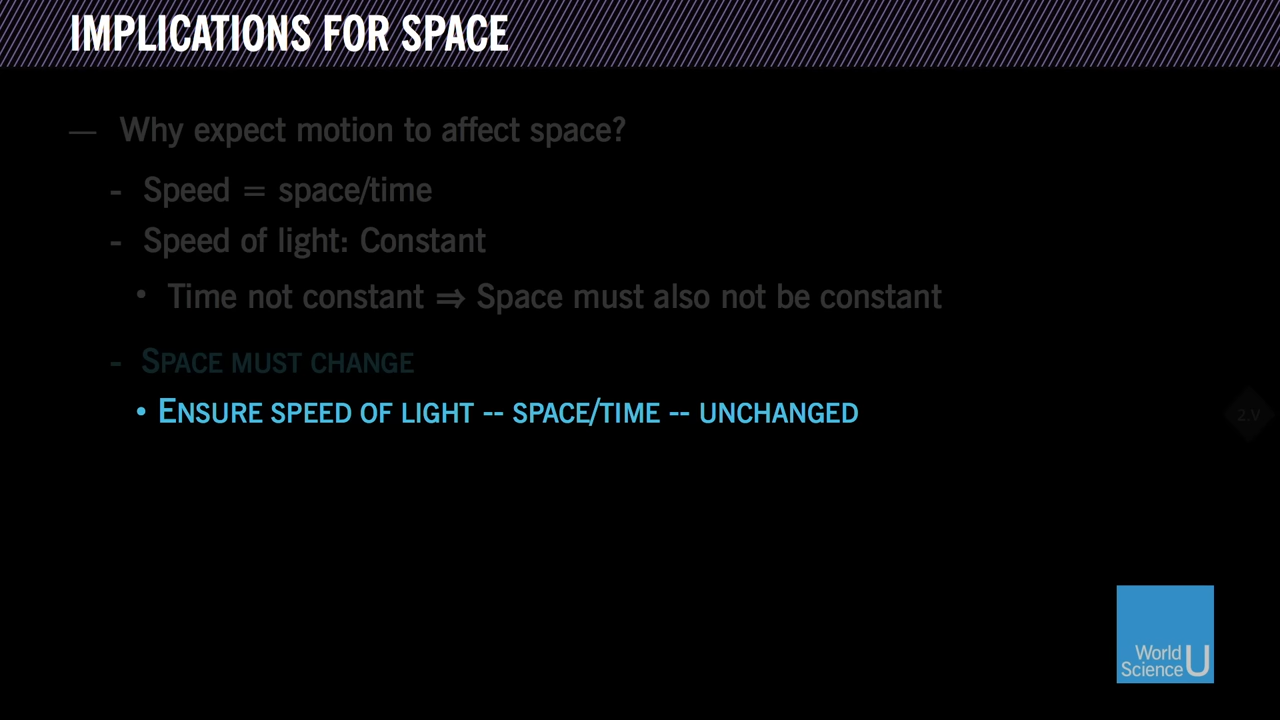 IMPLICATIONS FOR SPACE
— Why expect motion to affect space?
- Speed = space/time
- Speed of light: Constant
• Time not constant ⇒ Space must also not be constant
- SPACE MUST CHANGE
• ENSURE SPEED OF LIGHT -- SPACE/TIME -- UNCHANGED
2.V
World
Science U